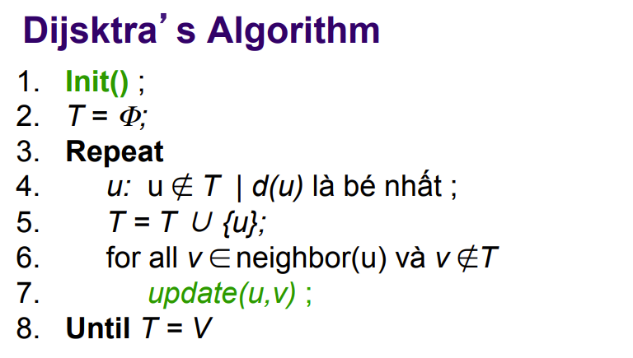 Dijsktra’s Algorithm
1. Init() ;
2. T = Φ;
3. Repeat
4. u: u ∉ T | d(u) là bé nhất ;
5. T = T ∪ {u};
6. for all v ∈ neighbor(u) và v ∉T
7. update(u,v) ;
8. Until T = V